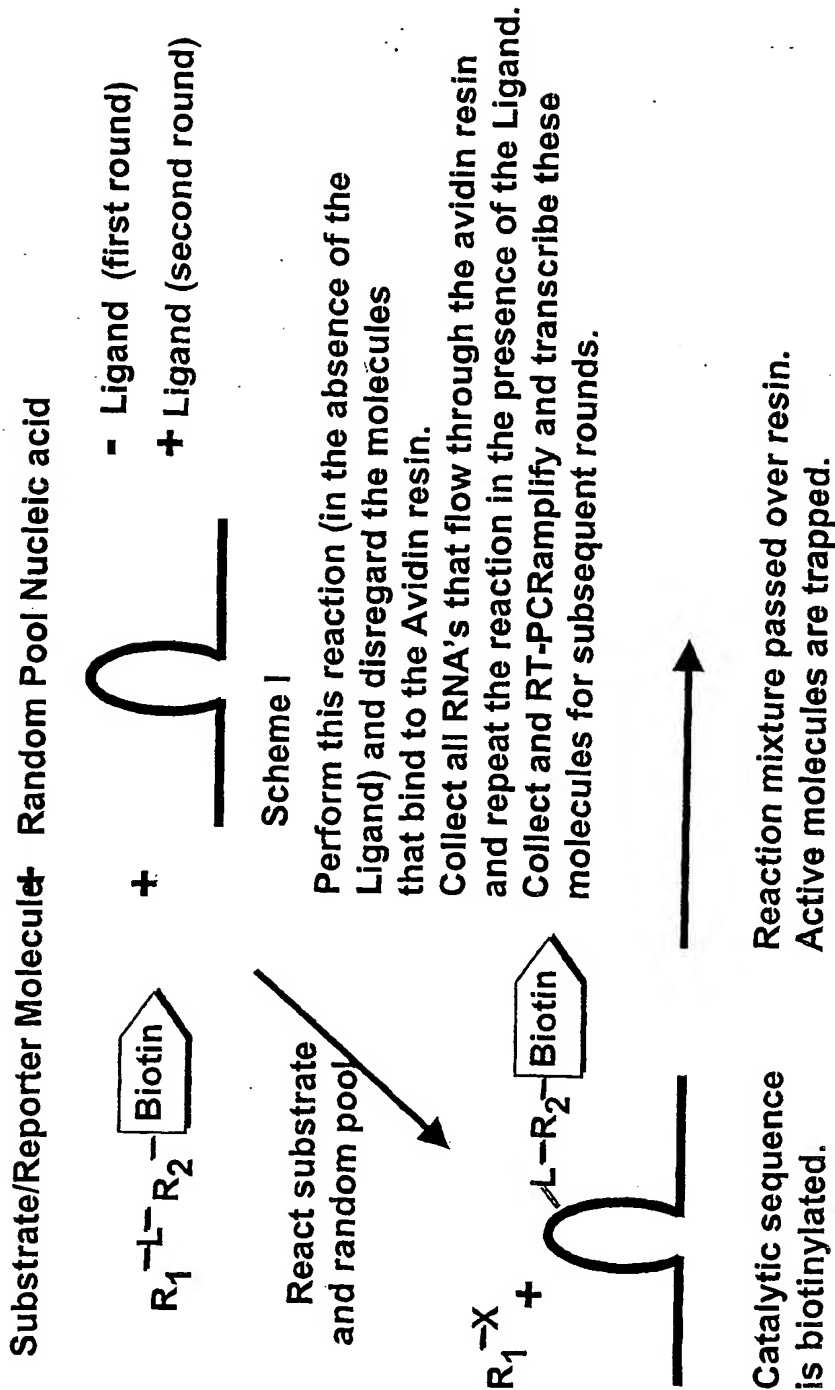 Substrate/Reporter Molecule + Random Pool Nucleic acid
R1-L-R2-Biotin
+
- Ligand (first round)
+ Ligand (second round)
Scheme I
React substrate
and random pool
Perform this reaction (in the absence of the
Ligand) and disregard the molecules
that bind to the Avidin resin.
Collect all RNA's that flow through the avidin resin
and repeat the reaction in the presence of the Ligand.
Collect and RT-PCRamplify and transcribe these
molecules for subsequent rounds.
R1-X
+
L-R2-Biotin
Catalytic sequence
is biotinylated.
Reaction mixture passed over resin.
Active molecules are trapped.